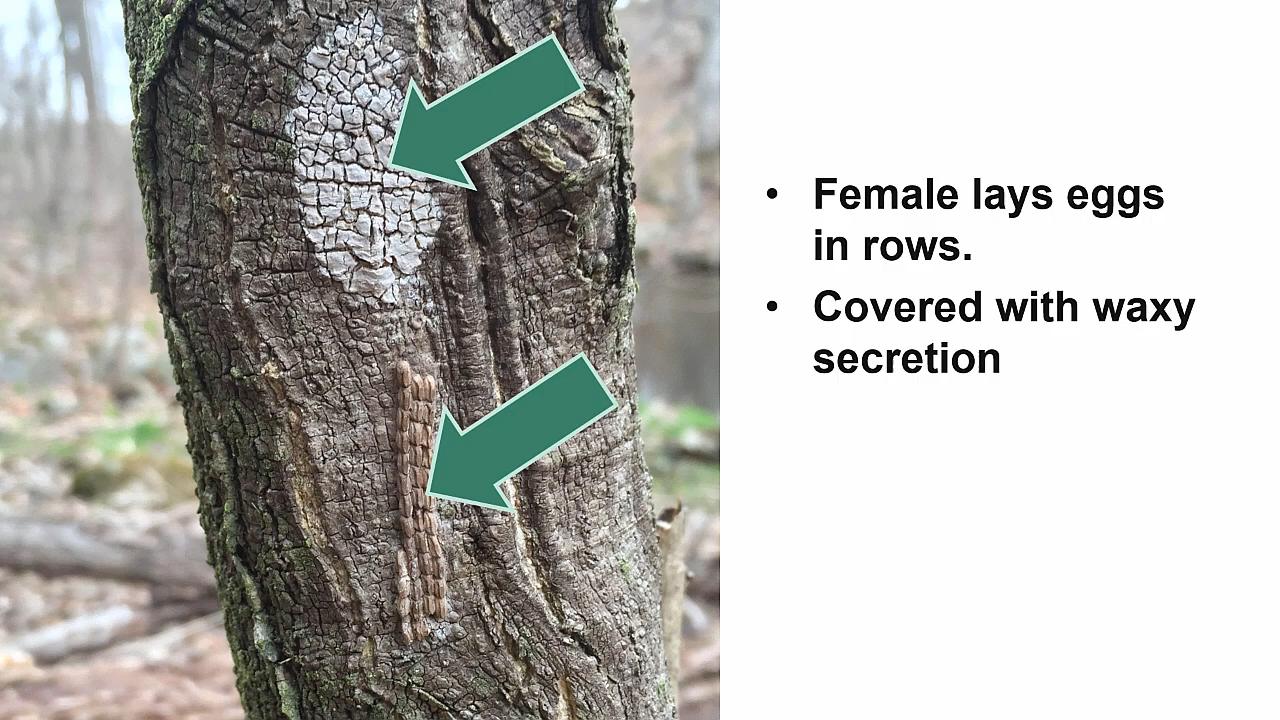 • Female lays eggs
in rows.
• Covered with waxy
secretion